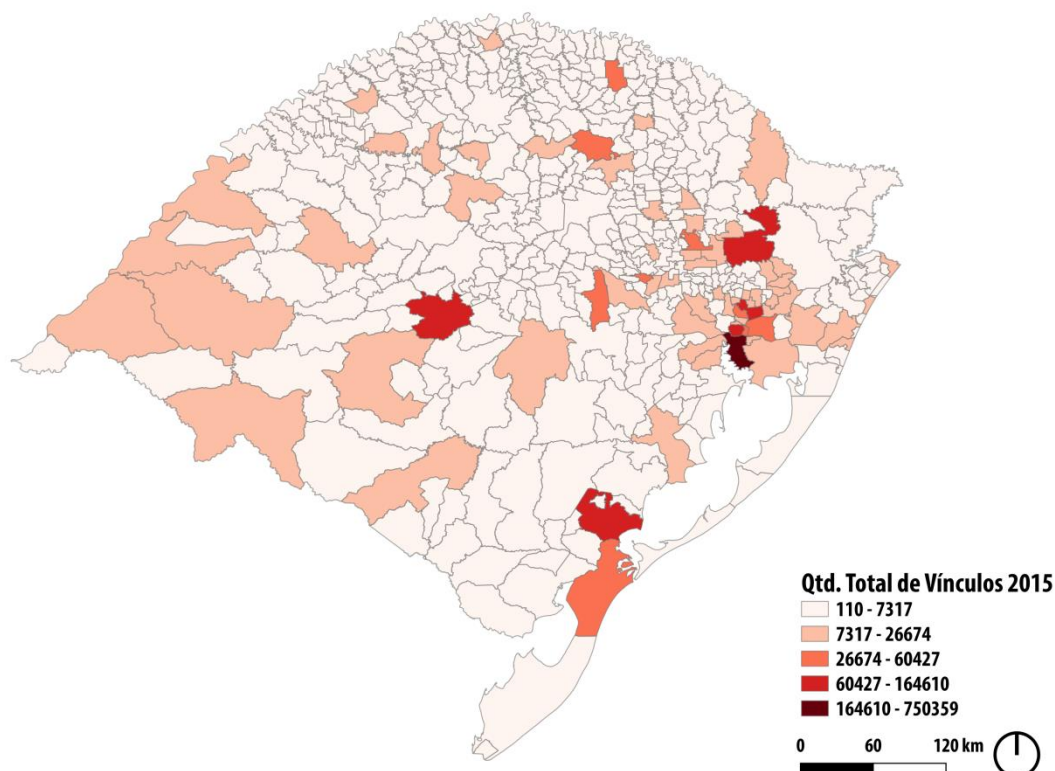 Qtd. Total de Vínculos 2015
110 - 7317
7317 - 26674
26674 - 60427
60427 - 164610
164610 - 750359
0 60 120 km